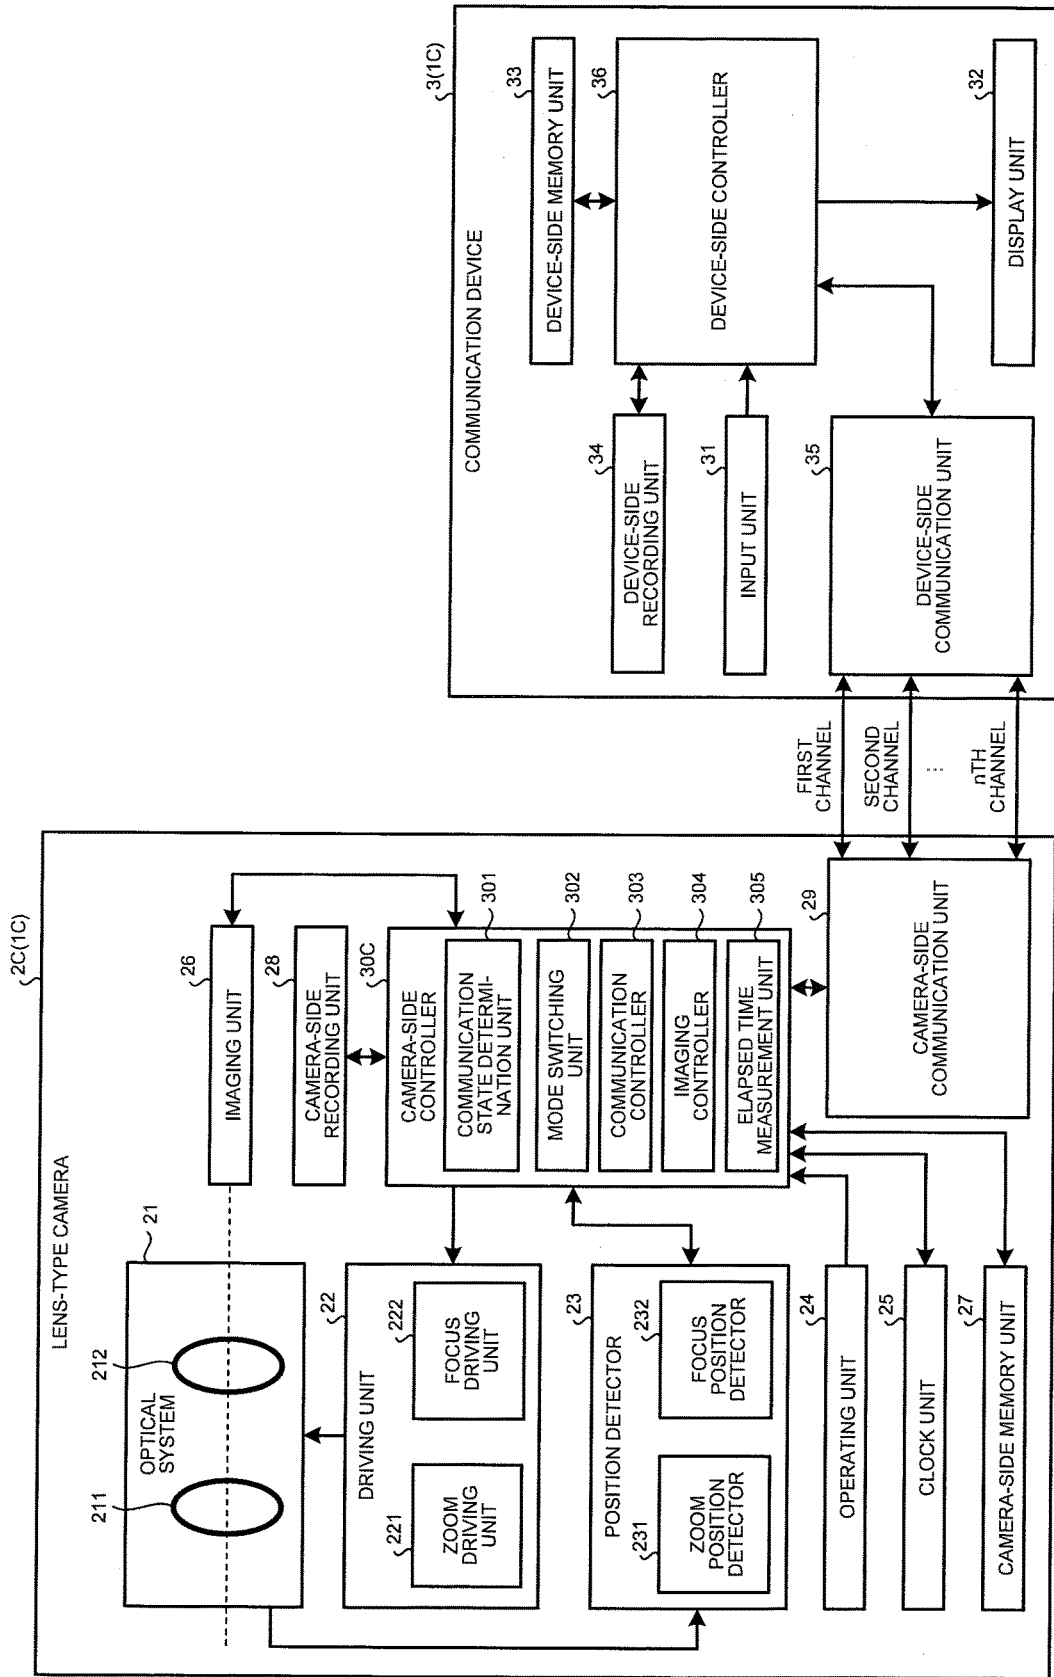 2C(1C)
LENS-TYPE CAMERA
211
212
21
OPTICAL
SYSTEM
26
IMAGING UNIT
28
CAMERA-SIDE
RECORDING UNIT
22
DRIVING UNIT
221
ZOOM
DRIVING
UNIT
222
FOCUS
DRIVING
UNIT
30C
CAMERA-SIDE
CONTROLLER
301
COMMUNICATION
STATE DETERMI-
NATION UNIT
302
MODE SWITCHING
UNIT
303
COMMUNICATION
CONTROLLER
304
IMAGING
CONTROLLER
305
ELAPSED TIME
MEASUREMENT UNIT
23
POSITION DETECTOR
231
ZOOM
POSITION
DETECTOR
232
FOCUS
POSITION
DETECTOR
24
OPERATING UNIT
25
CLOCK UNIT
27
CAMERA-SIDE MEMORY UNIT
29
CAMERA-SIDE
COMMUNICATION UNIT
FIRST
CHANNEL
SECOND
CHANNEL
...
nTH
CHANNEL
3(1C)
COMMUNICATION DEVICE
33
DEVICE-SIDE MEMORY UNIT
34
DEVICE-SIDE
RECORDING UNIT
36
DEVICE-SIDE CONTROLLER
31
INPUT UNIT
35
DEVICE-SIDE
COMMUNICATION UNIT
32
DISPLAY UNIT